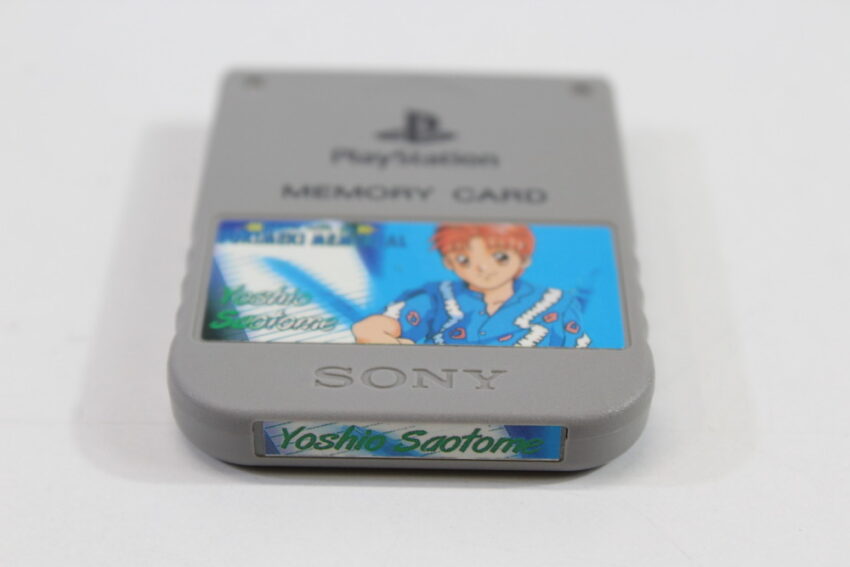 PlayStation
MEMORY CARD
Yoshio
Saotome
SONY
Yoshio Saotome